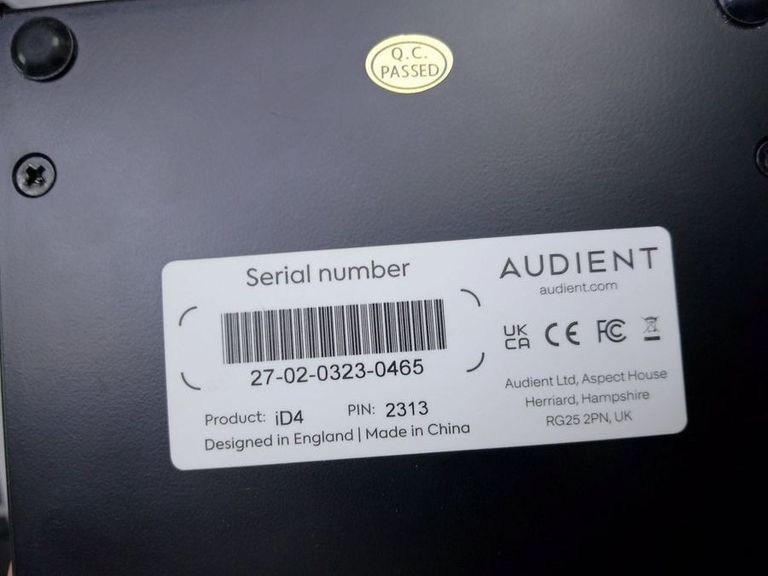 Q.C.
PASSED
Serial number
27-02-0323-0465
Product: iD4 PIN: 2313
Designed in England | Made in China
AUDIENT
audient.com
UK
CA CE FC
Audient Ltd, Aspect House
Herriard, Hampshire
RG25 2PN, UK